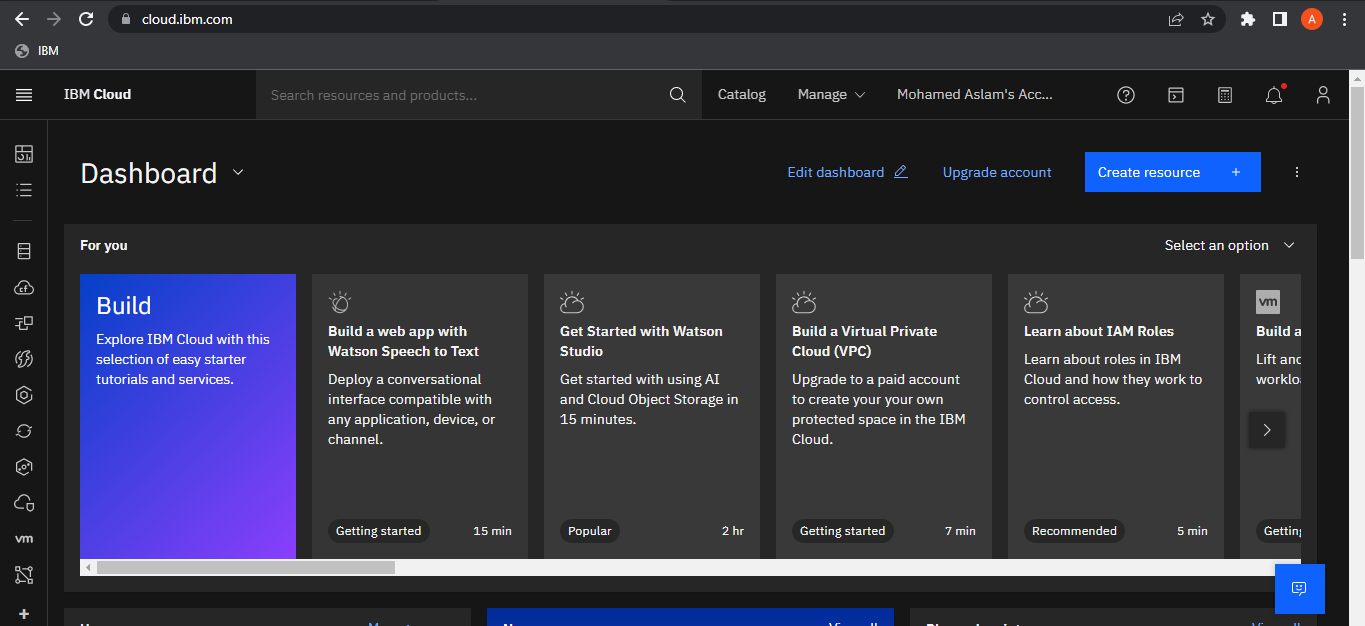 cloud.ibm.com
A
IBM
IBM Cloud
Search resources and products...
Catalog
Manage
Mohamed Aslam's Acc...
Dashboard
Edit dashboard
Upgrade account
Create resource +
For you
Select an option
Build
Explore IBM Cloud with this
selection of easy starter
tutorials and services.
Build a web app with
Watson Speech to Text
Deploy a conversational
interface compatible with
any application, device, or
channel.
Getting started
15 min
Get Started with Watson
Studio
Get started with using AI
and Cloud Object Storage in
15 minutes.
Popular
2 hr
Build a Virtual Private
Cloud (VPC)
Upgrade to a paid account
to create your your own
protected space in the IBM
Cloud.
Getting started
7 min
Learn about IAM Roles
Learn about roles in IBM
Cloud and how they work to
control access.
Recommended
5 min
vm
Build a
Lift and
worklo
Getting
cf
vm